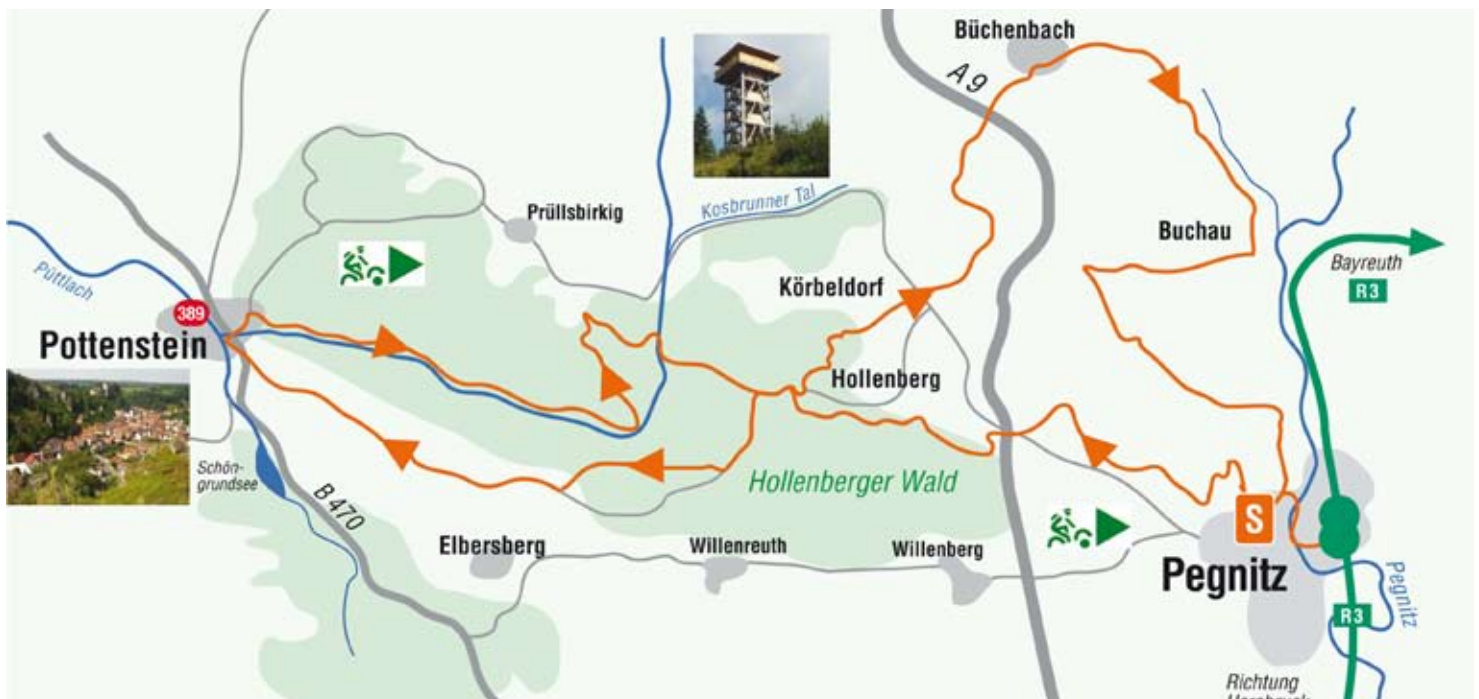 Büchenbach
A 9
Kosbrunner Tal
Prüllsbirkig
Buchau
Bayreuth
R3
Püttlach
Körbeldorf
389
Pottenstein
Hollenberg
Schön-
grundsee
Hollenberger Wald
B 470
S
Elbersberg
Willenreuth
Willenberg
Pegnitz
Pegnitz
R3
Richtung